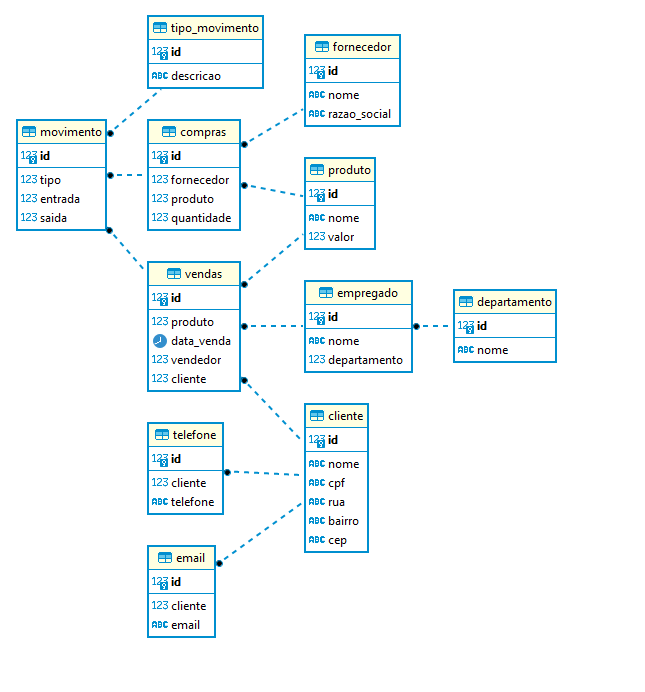 tipo_movimento
123 id
ABC descricao
fornecedor
123 id
ABC nome
ABC razao_social
movimento
123 id
123 tipo
123 entrada
123 saida
compras
123 id
123 fornecedor
123 produto
123 quantidade
produto
123 id
ABC nome
123 valor
vendas
123 id
123 produto
data_venda
123 vendedor
123 cliente
empregado
123 id
ABC nome
123 departamento
departamento
123 id
ABC nome
cliente
123 id
ABC nome
ABC cpf
ABC rua
ABC bairro
ABC cep
telefone
123 id
123 cliente
ABC telefone
email
123 id
123 cliente
ABC email